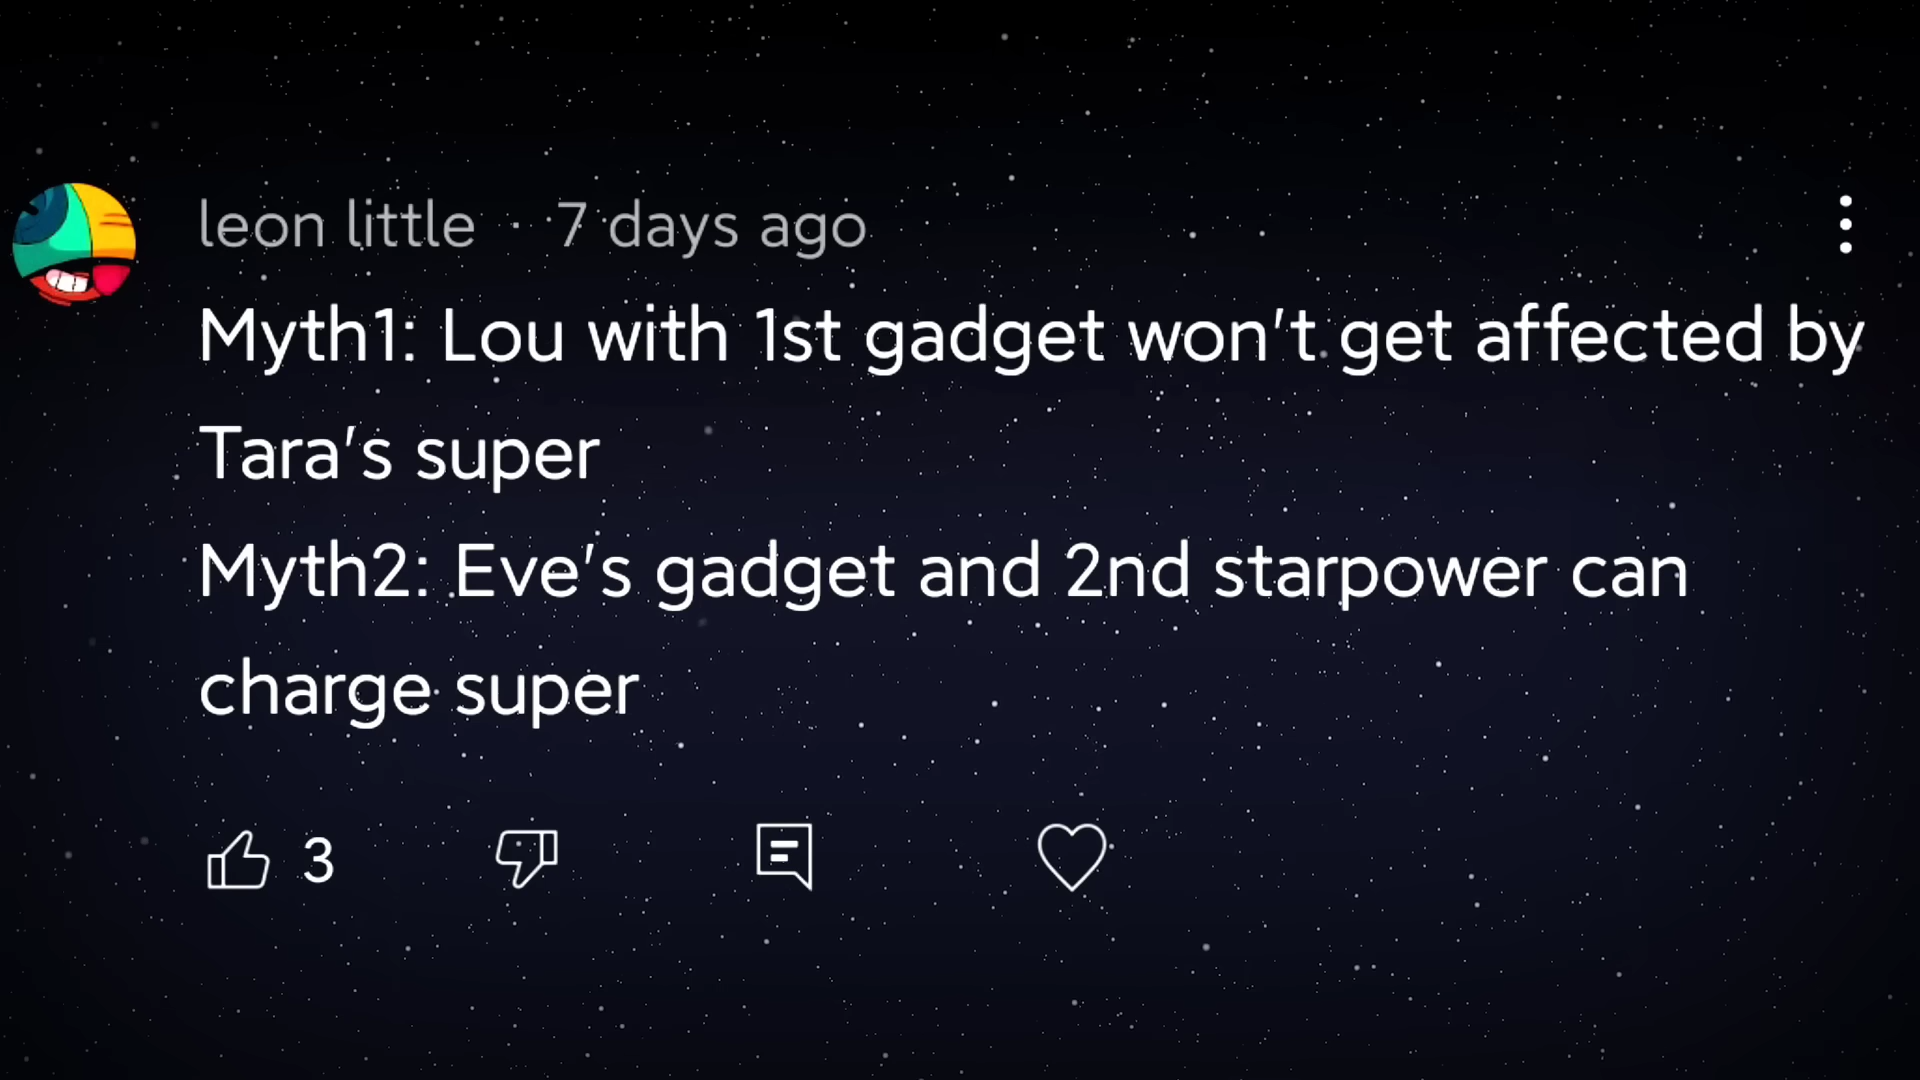 leon little · 7 days ago
Myth1: Lou with 1st gadget won't get affected by
Tara's super
Myth2: Eve's gadget and 2nd starpower can
charge super
3